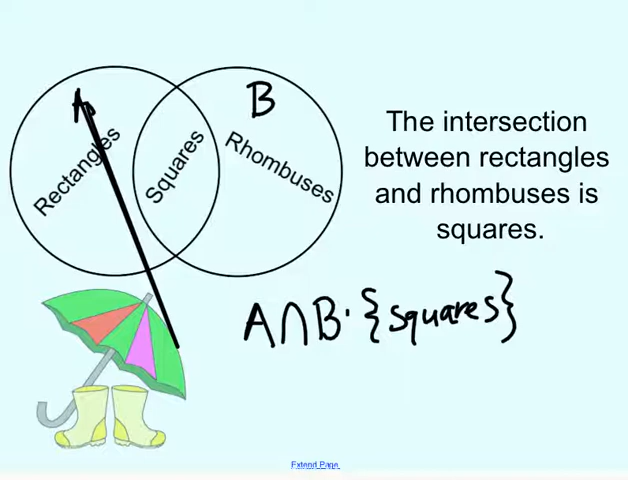 A
B
Rectangles
Squares
Rhombuses
The intersection
between rectangles
and rhombuses is
squares.
A∩B· {squares}
Extend Page